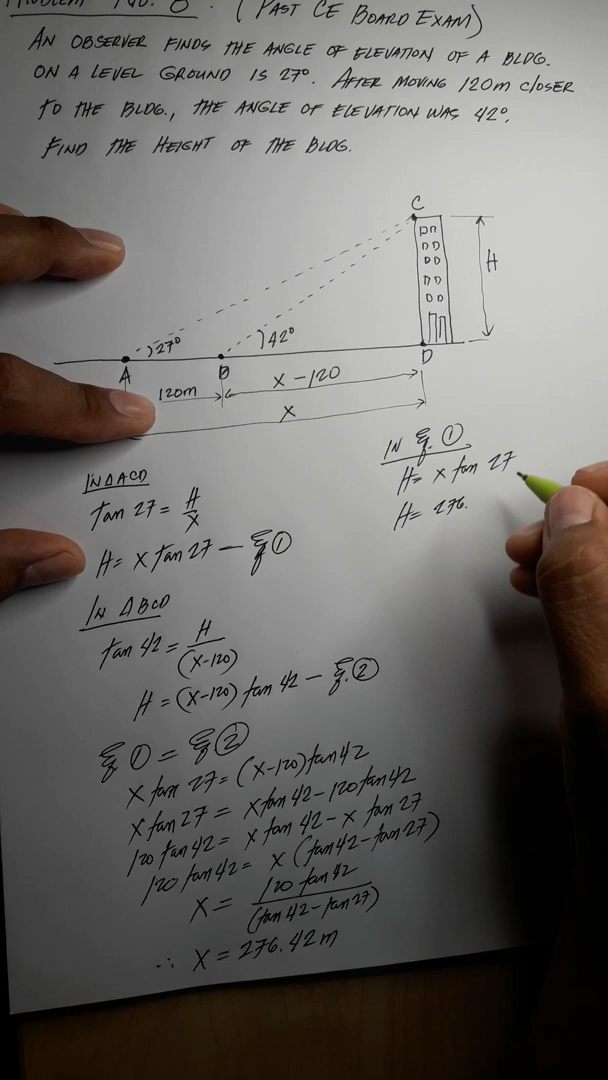 PROBLEM NO. 8. (PAST CE BOARD EXAM)
AN OBSERVER FINDS THE ANGLE OF ELEVATION OF A BLDG.
ON A LEVEL GROUND IS 27°. AFTER MOVING 120m CLOSER
TO THE BLDG., THE ANGLE OF ELEVATION WAS 42°.
FIND THE HEIGHT OF THE BLDG.
C
H
27°
42°
A
B
D
120m
X-120
X
IN ΔACD
tan 27 = H/X
H = X tan 27 — Eq. ①
IN ΔBCD
tan 42 = H/(X-120)
H = (X-120) tan 42 — Eq. ②
Eq ① = Eq ②
X tan 27 = (X-120) tan 42
X tan 27 = X tan 42 - 120 tan 42
120 tan 42 = X tan 42 - X tan 27
120 tan 42 = X (tan 42 - tan 27)
X = 120 tan 42/(tan 42 - tan 27)
∴ X = 276.42 m
IN Eq. ①
H = X tan 27
H = 276.